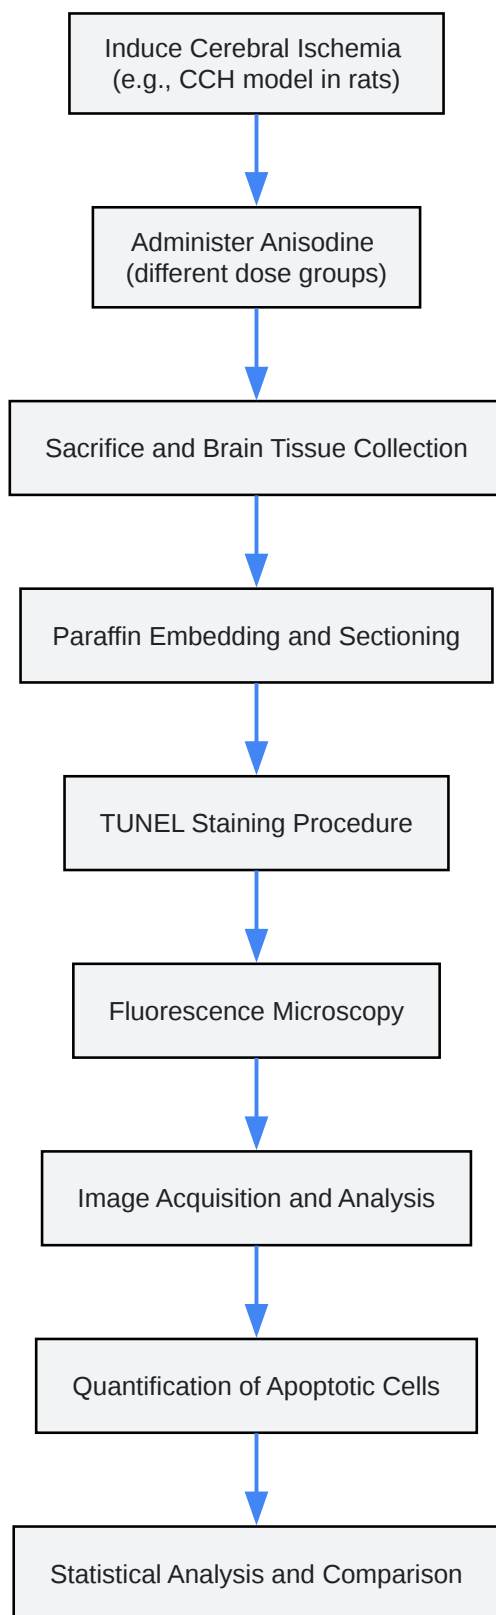 Induce Cerebral Ischemia
(e.g., CCH model in rats)
Administer Anisodine
(different dose groups)
Sacrifice and Brain Tissue Collection
Paraffin Embedding and Sectioning
TUNEL Staining Procedure
Fluorescence Microscopy
Image Acquisition and Analysis
Quantification of Apoptotic Cells
Statistical Analysis and Comparison